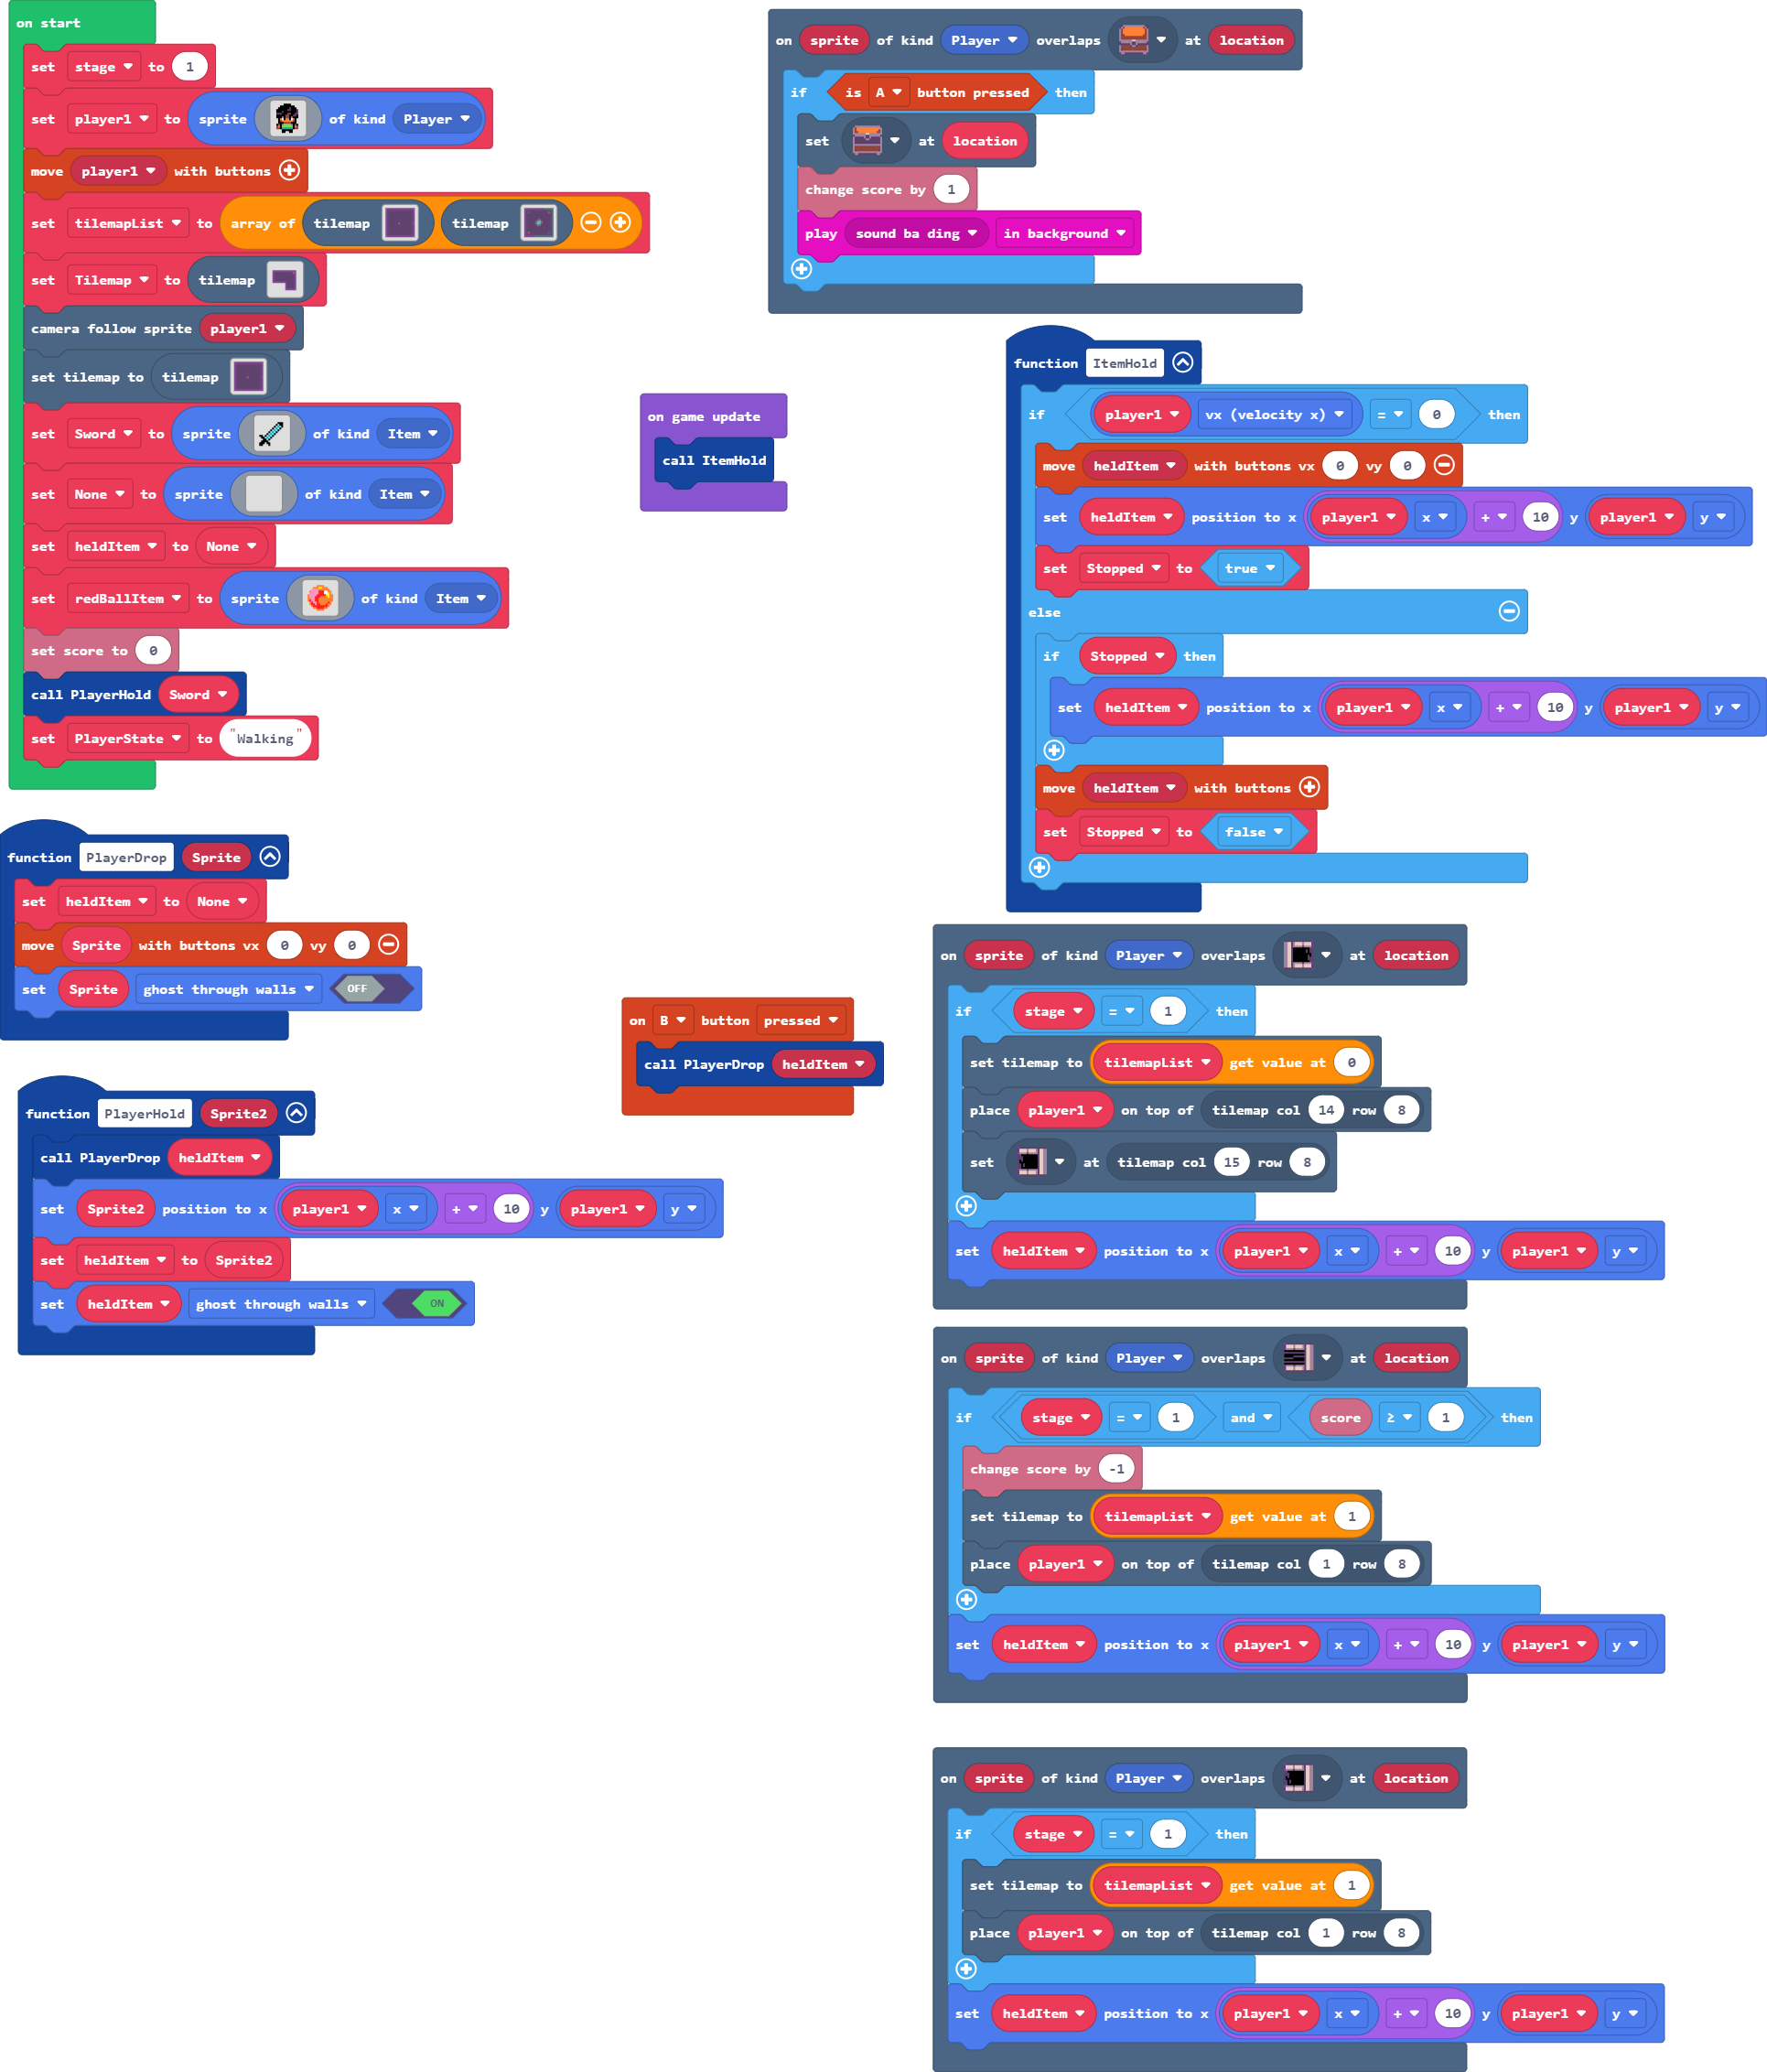 on start
set stage to 1
set player1 to sprite of kind Player
move player1 with buttons
set tilemapList to array of tilemap tilemap
set Tilemap to tilemap
camera follow sprite player1
set tilemap to tilemap
set Sword to sprite of kind Item
set None to sprite of kind Item
set heldItem to None
set redBallItem to sprite of kind Item
set score to 0
call PlayerHold Sword
set PlayerState to "Walking"
function PlayerDrop Sprite
set heldItem to None
move Sprite with buttons vx 0 vy 0
set Sprite ghost through walls OFF
function PlayerHold Sprite2
call PlayerDrop heldItem
set Sprite2 position to x player1 x + 10 y player1 y
set heldItem to Sprite2
set heldItem ghost through walls ON
on game update
call ItemHold
on B button pressed
call PlayerDrop heldItem
on sprite of kind Player overlaps at location
if is A button pressed then
set at location
change score by 1
play sound ba ding in background
function ItemHold
if player1 vx (velocity x) = 0 then
move heldItem with buttons vx 0 vy 0
set heldItem position to x player1 x + 10 y player1 y
set Stopped to true
else
if Stopped then
set heldItem position to x player1 x + 10 y player1 y
move heldItem with buttons
set Stopped to false
on sprite of kind Player overlaps at location
if stage = 1 then
set tilemap to tilemapList get value at 0
place player1 on top of tilemap col 14 row 8
set at tilemap col 15 row 8
set heldItem position to x player1 x + 10 y player1 y
on sprite of kind Player overlaps at location
if stage = 1 and score ≥ 1 then
change score by -1
set tilemap to tilemapList get value at 1
place player1 on top of tilemap col 1 row 8
set heldItem position to x player1 x + 10 y player1 y
on sprite of kind Player overlaps at location
if stage = 1 then
set tilemap to tilemapList get value at 1
place player1 on top of tilemap col 1 row 8
set heldItem position to x player1 x + 10 y player1 y